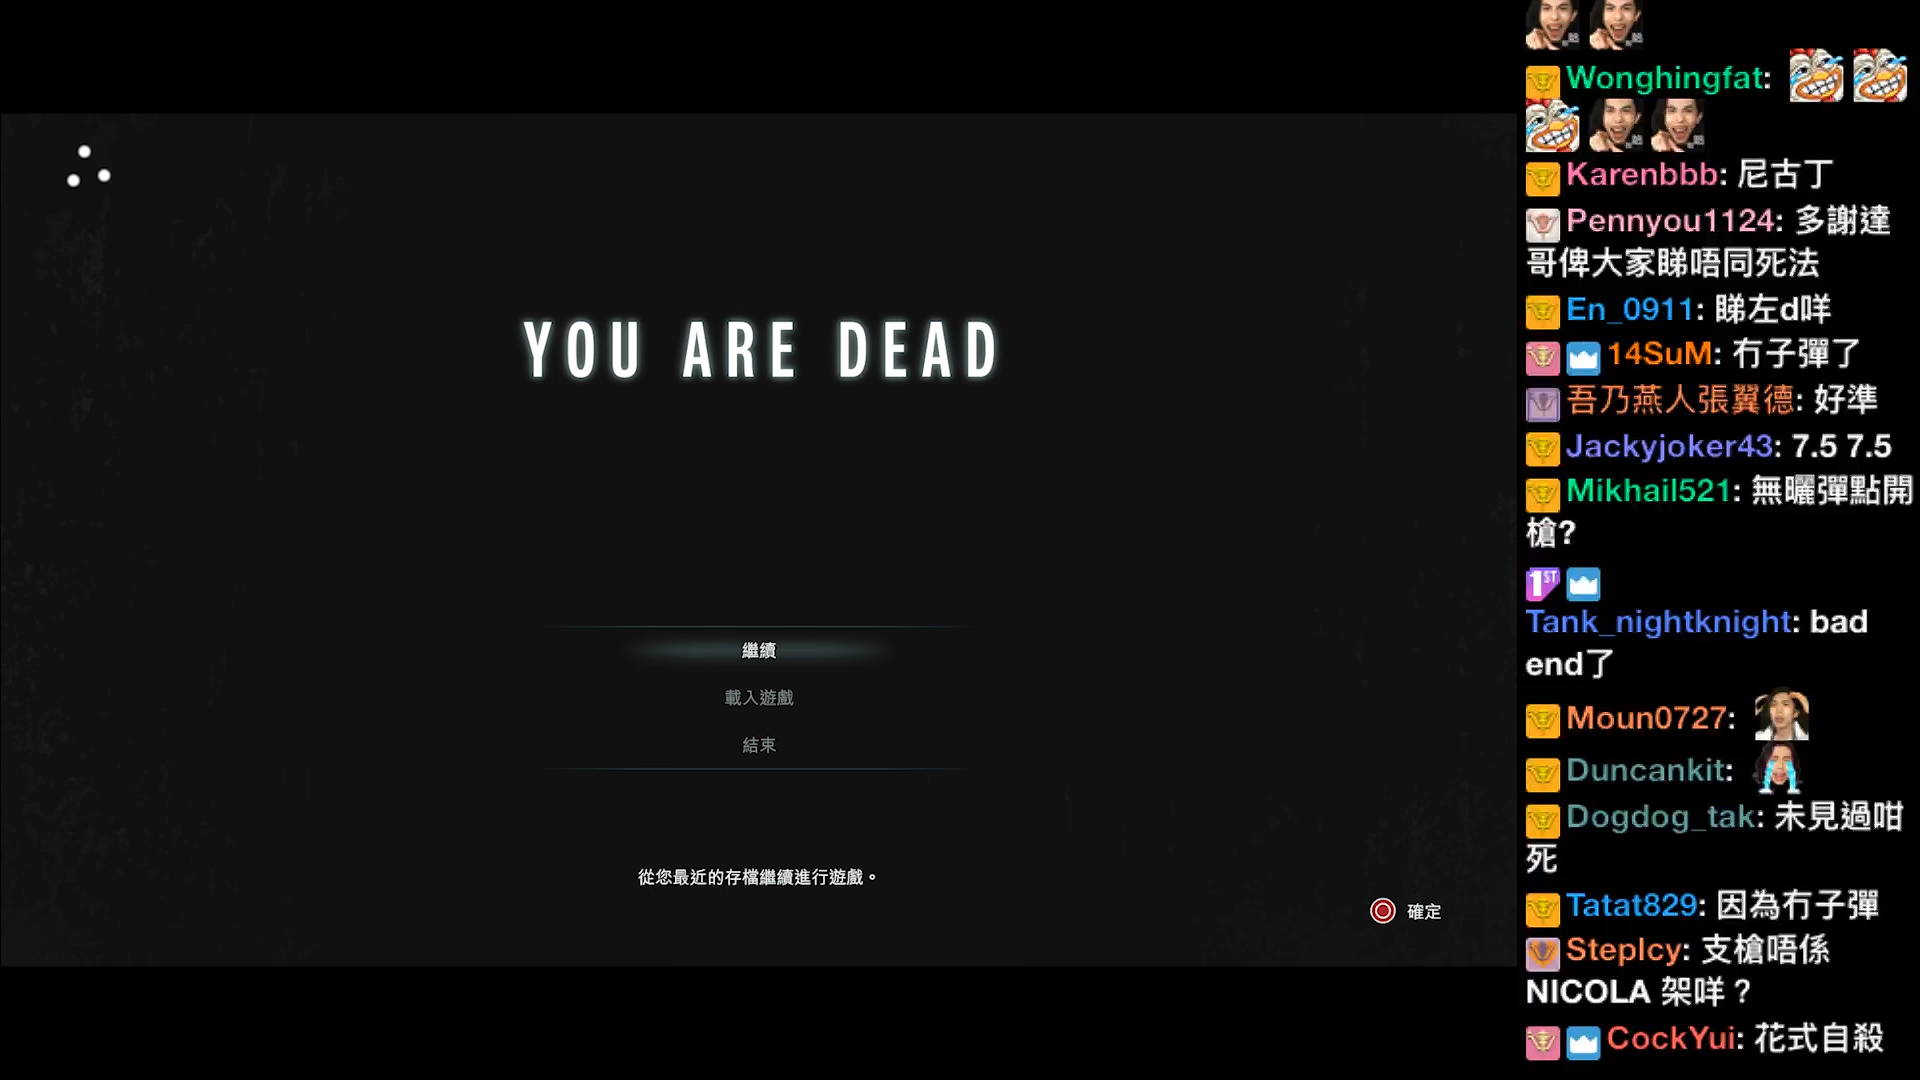 YOU ARE DEAD
繼續
載入遊戲
結束
從您最近的存檔繼續進行遊戲。
確定
Wonghingfat:
Karenbbb: 尼古丁
Pennyou1124: 多謝達
哥俾大家睇唔同死法
En_0911: 睇左d咩
14SuM: 冇子彈了
吾乃燕人張翼德: 好準
Jackyjoker43: 7.5 7.5
Mikhail521: 無曬彈點開
槍?
1ST
Tank_nightknight: bad
end了
Moun0727:
Duncankit:
Dogdog_tak: 未見過咁
死
Tatat829: 因為冇子彈
StepIcy: 支槍唔係
NICOLA 架咩？
CockYui: 花式自殺